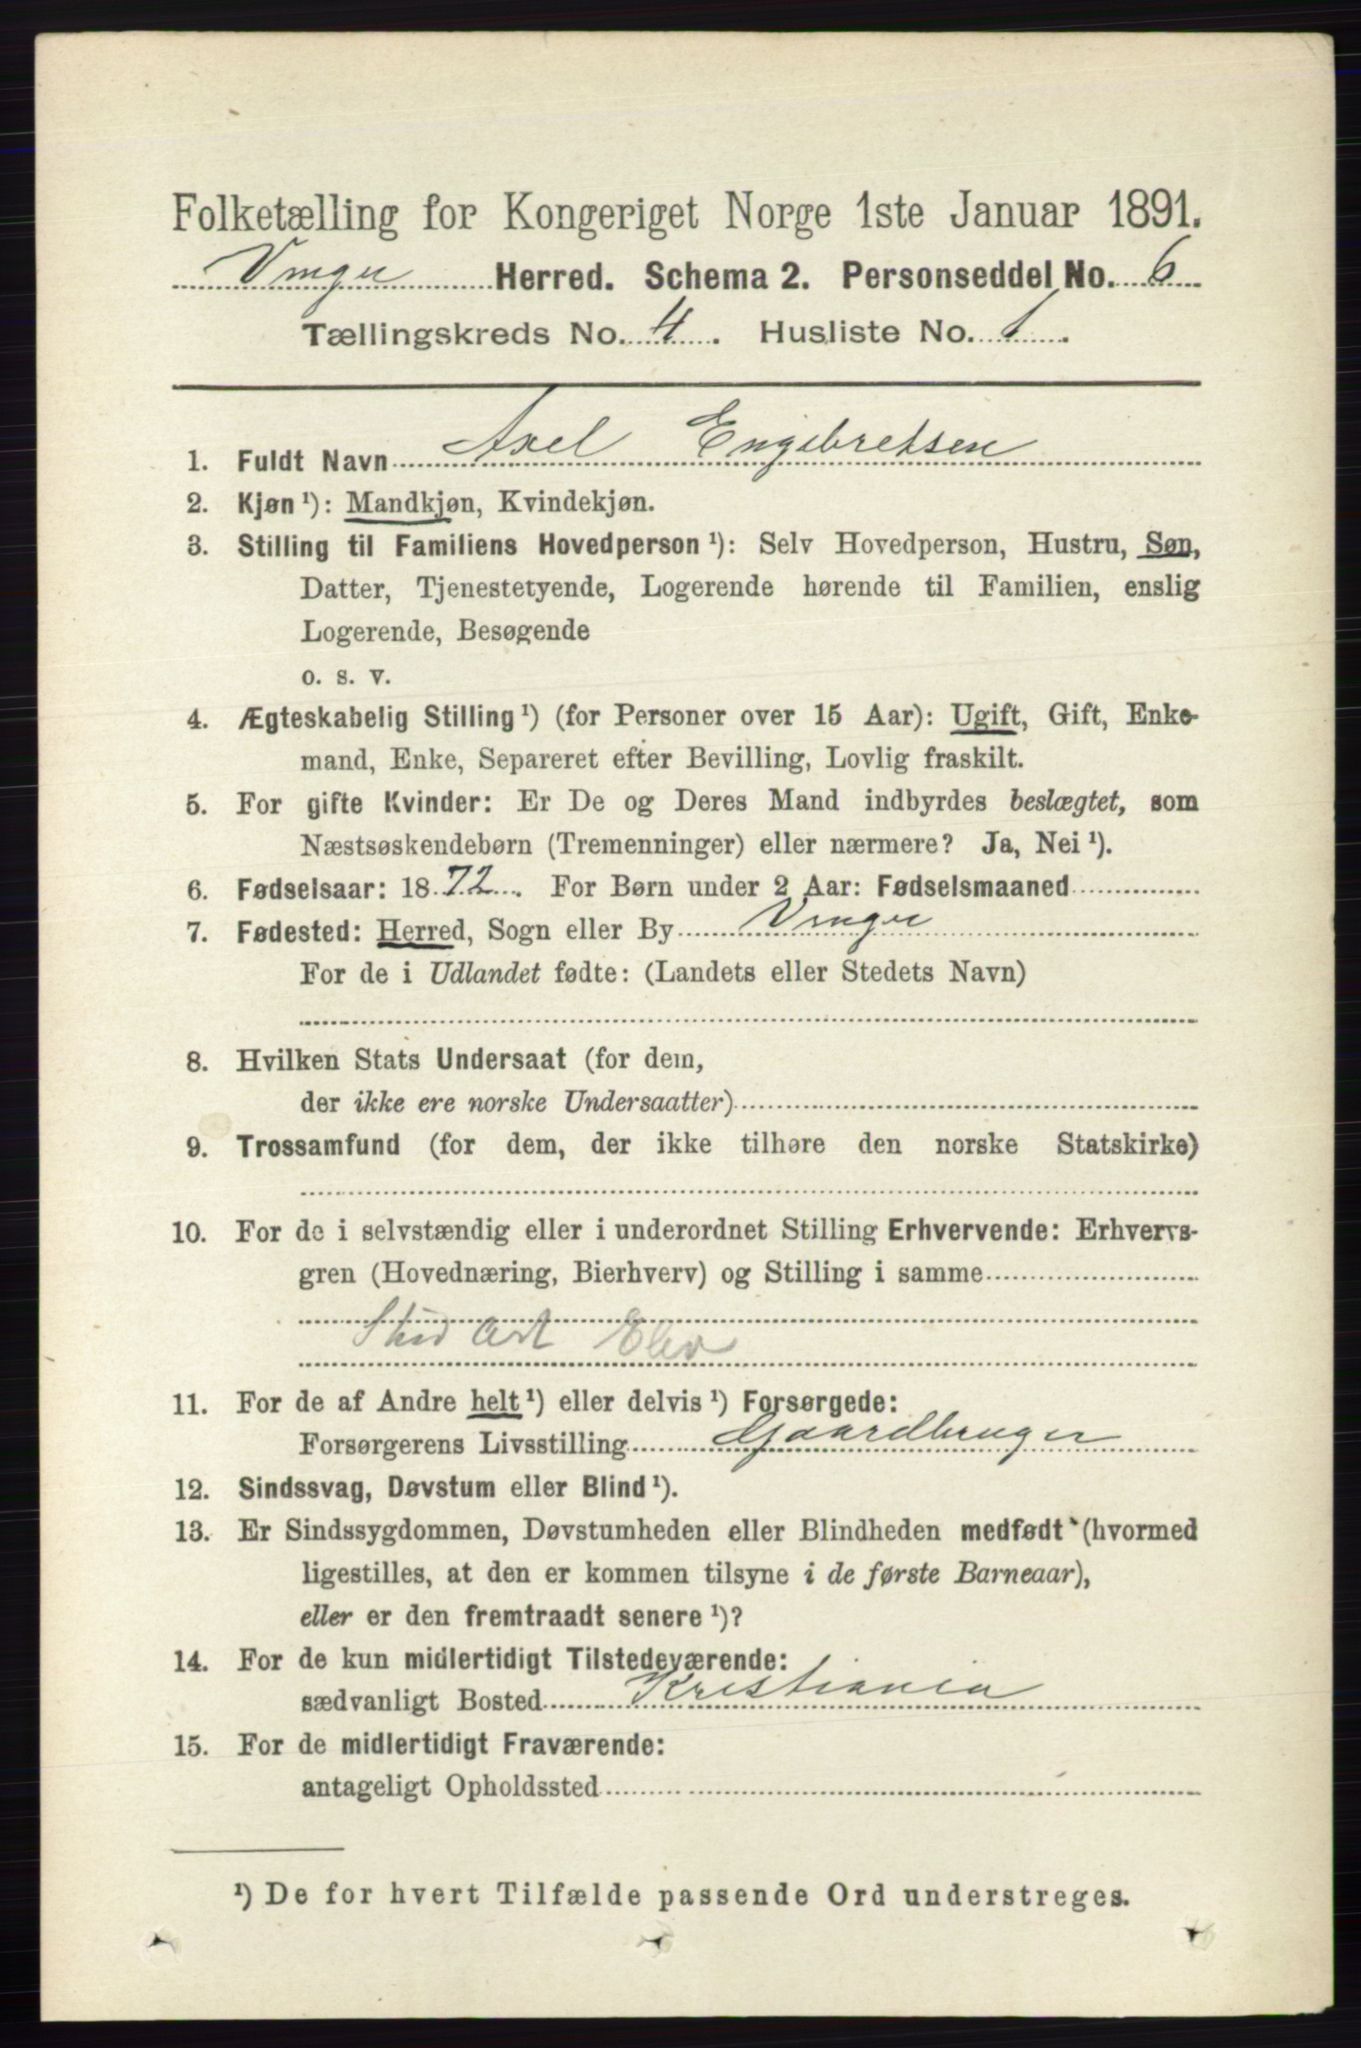 Folketælling for Kongeriget Norge 1ste Januar 1891.
Vinger Herred. Schema 2. Personseddel No. 6
Tællingskreds No. 4. Husliste No. 1.
1. Fuldt Navn Axel Engebretsen
2. Kjøn ¹): Mandkjøn, Kvindekjøn.
3. Stilling til Familiens Hovedperson ¹): Selv Hovedperson, Hustru, Søn,
Datter, Tjenestetyende, Logerende hørende til Familien, enslig
Logerende, Besøgende
o. s. v.
4. Ægteskabelig Stilling ¹) (for Personer over 15 Aar): Ugift, Gift, Enke-
mand, Enke, Separeret efter Bevilling, Lovlig fraskilt.
5. For gifte Kvinder: Er De og Deres Mand indbyrdes beslægtet, som
Næstsøskendebørn (Tremenninger) eller nærmere? Ja, Nei ¹).
6. Fødselsaar: 1872. For Børn under 2 Aar: Fødselsmaaned
7. Fødested: Herred, Sogn eller By Vinger
For de i Udlandet fødte: (Landets eller Stedets Navn)
8. Hvilken Stats Undersaat (for dem,
der ikke ere norske Undersaatter)
9. Trossamfund (for dem, der ikke tilhøre den norske Statskirke)
10. For de i selvstændig eller i underordnet Stilling Erhvervende: Erhvervs-
gren (Hovednæring, Bierhverv) og Stilling i samme
Stud art Elev
11. For de af Andre helt ¹) eller delvis ¹) Forsørgede:
Forsørgerens Livsstilling Gaardbruger
12. Sindssvag, Døvstum eller Blind ¹).
13. Er Sindssygdommen, Døvstumheden eller Blindheden medfødt (hvormed
ligestilles, at den er kommen tilsyne i de første Barneaar),
eller er den fremtraadt senere ¹)?
14. For de kun midlertidigt Tilstedeværende:
sædvanligt Bosted Kristiania
15. For de midlertidigt Fraværende:
antageligt Opholdssted
¹) De for hvert Tilfælde passende Ord understreges.